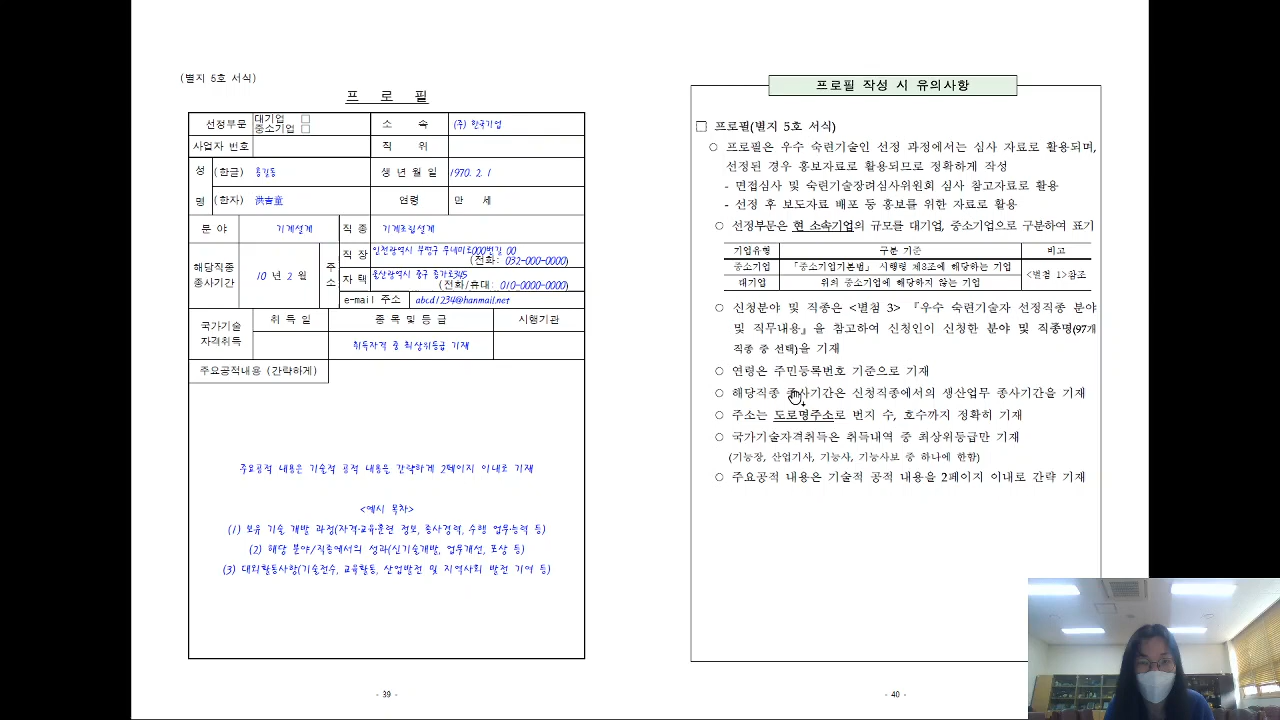 (별지 5호 서식)
프 로 필
선정부문
대기업 □
중소기업 □
소 속
(주) 한국기업
사업자 번호
직 위
성
명
(한글)
홍길동
생 년 월 일
1970. 2. 1
(한자)
洪吉童
연령
만 세
분 야
기계설계
직 종
기계조립설계
해당직종
종사기간
10 년 2 월
주
소
직 장
인천광역시 부평구 무네미로000번길 00
(전화: 032-000-0000)
자 택
울산광역시 중구 종가로345
(전화/휴대: 010-0000-0000)
e-mail 주소
abcd1234@hanmail.net
국가기술
자격취득
취 득 일
종 목 및 등 급
시행기관
취득자격 중 최상위등급 기재
주요공적내용 (간략하게)
주요공적 내용은 기술적 공적 내용을 간략하게 2페이지 이내로 기재
<예시 목차>
(1) 보유 기술 개발 과정(자격·교육·훈련 정보, 종사경력, 수행 업무·능력 등)
(2) 해당 분야/직종에서의 성과(신기술개발, 업무개선, 포상 등)
(3) 대외활동사항(기술전수, 교육활동, 산업발전 및 지역사회 발전 기여 등)
- 39 -
프로필 작성 시 유의사항
□ 프로필(별지 5호 서식)
○ 프로필은 우수 숙련기술인 선정 과정에서는 심사 자료로 활용되며,
선정된 경우 홍보자료로 활용되므로 정확하게 작성
- 면접심사 및 숙련기술장려심사위원회 심사 참고자료로 활용
- 선정 후 보도자료 배포 등 홍보를 위한 자료로 활용
○ 선정부문은 현 소속기업의 규모를 대기업, 중소기업으로 구분하여 표기
기업유형 구분 기준 비고
중소기업 「중소기업기본법」 시행령 제3조에 해당하는 기업
<별첨 1>참조
대기업 위의 중소기업에 해당하지 않는 기업
○ 신청분야 및 직종은 <별첨 3> 『우수 숙련기술자 선정직종 분야
및 직무내용』을 참고하여 신청인이 신청한 분야 및 직종명(97개
직종 중 선택)을 기재
○ 연령은 주민등록번호 기준으로 기재
○ 해당직종 종사기간은 신청직종에서의 생산업무 종사기간을 기재
○ 주소는 도로명주소로 번지 수, 호수까지 정확히 기재
○ 국가기술자격취득은 취득내역 중 최상위등급만 기재
(기능장, 산업기사, 기능사, 기능사보 중 하나에 한함)
○ 주요공적 내용은 기술적 공적 내용을 2페이지 이내로 간략 기재
- 40 -